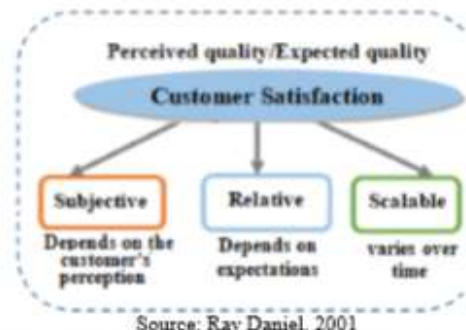 Perceived quality/Expected quality
Customer Satisfaction
Subjective
Relative
Scalable
Depends on the
customer's
perception
Depends on
expectations
varies over
time
Source: Ray Daniel, 2001